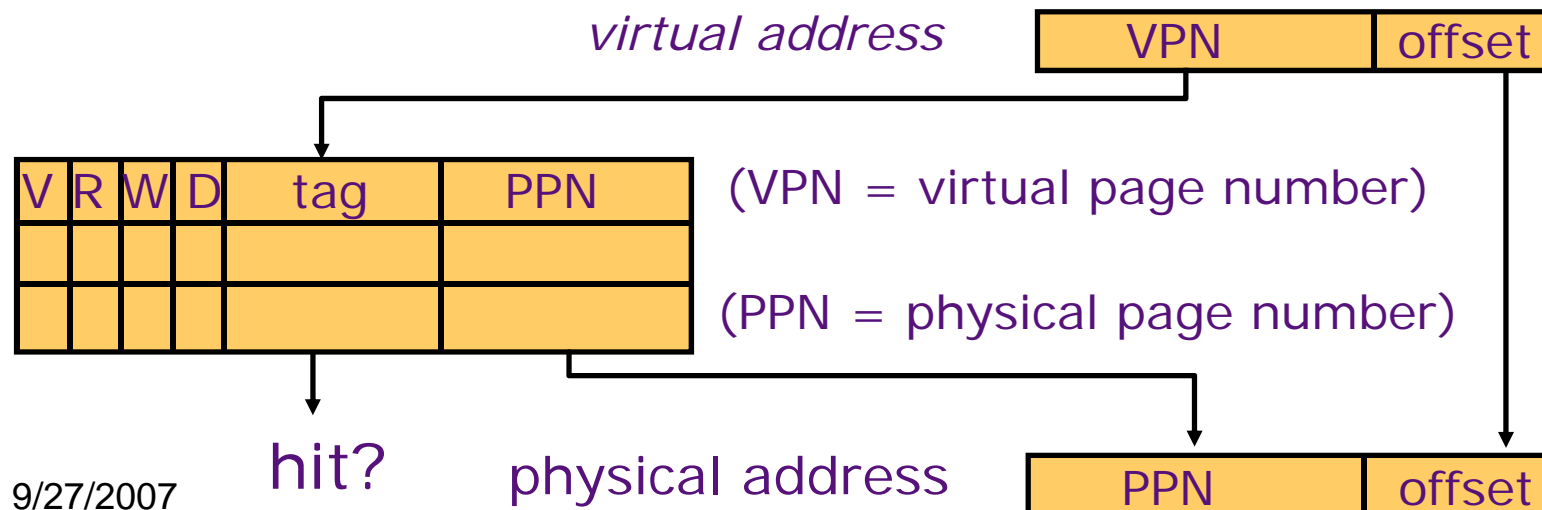 virtual address VPN offset
V R W D tag PPN (VPN = virtual page number)
(PPN = physical page number)
hit? physical address PPN offset
9/27/2007